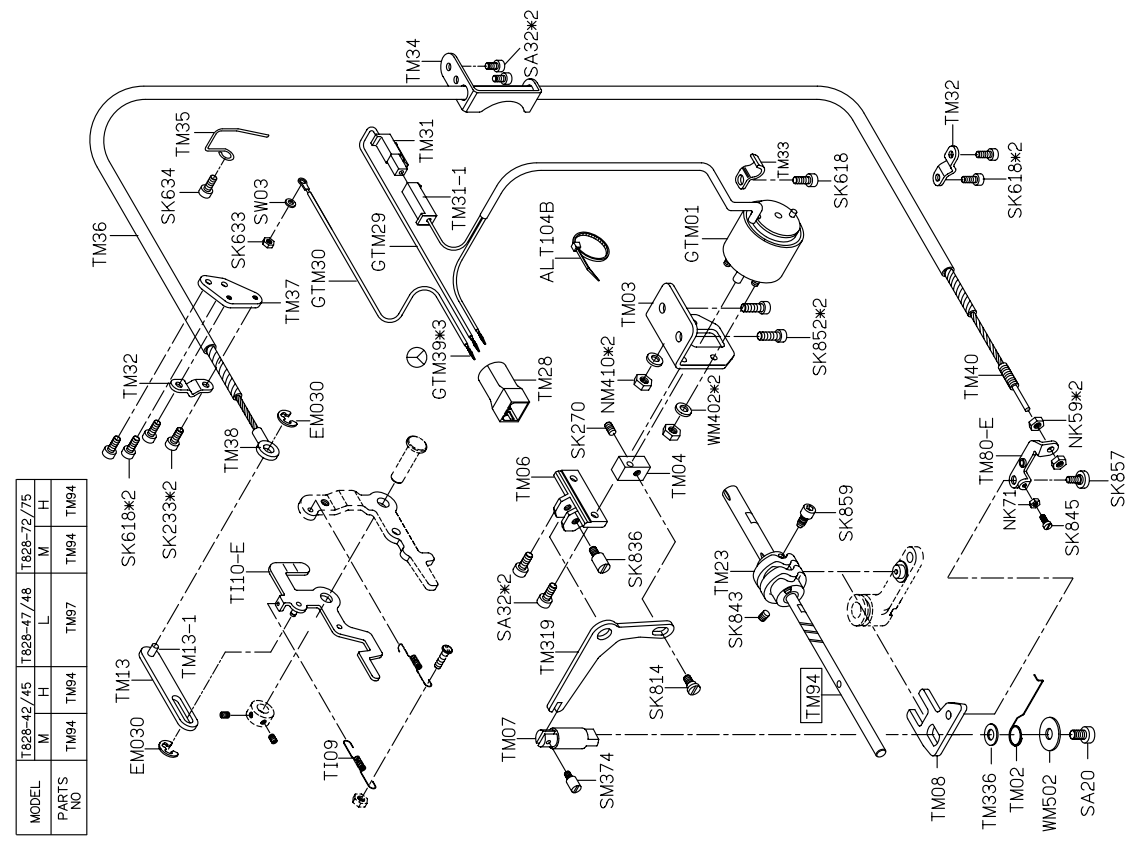 MODEL T828-42/45 T828-47/48 T828-72/75
M H L M H
PARTS NO TM94 TM94 TM97 TM94 TM94
TM34
SA32*2
TM35
SK634
SW03
SK633
TM36
TM31
TM31-1
GTM29
GTM30
TM37
TM32
GTM39*3
TM28
EM030
TM38
SK618*2
SK233*2
TM33
SK618
TM32
SK618*2
GTM01
ALT104B
TM03
SK852*2
NM410*2
WM402*2
SK270
TM04
TM06
SK836
SA32*2
TM40
NK59*2
TM80-E
SK857
NK71
SK845
SK859
TM23
SK843
TM94
TI10-E
TM13-1
TM13
EM030
TI09
TM319
SK814
TM07
SM374
TM08
TM336
TM02
WM502
SA20